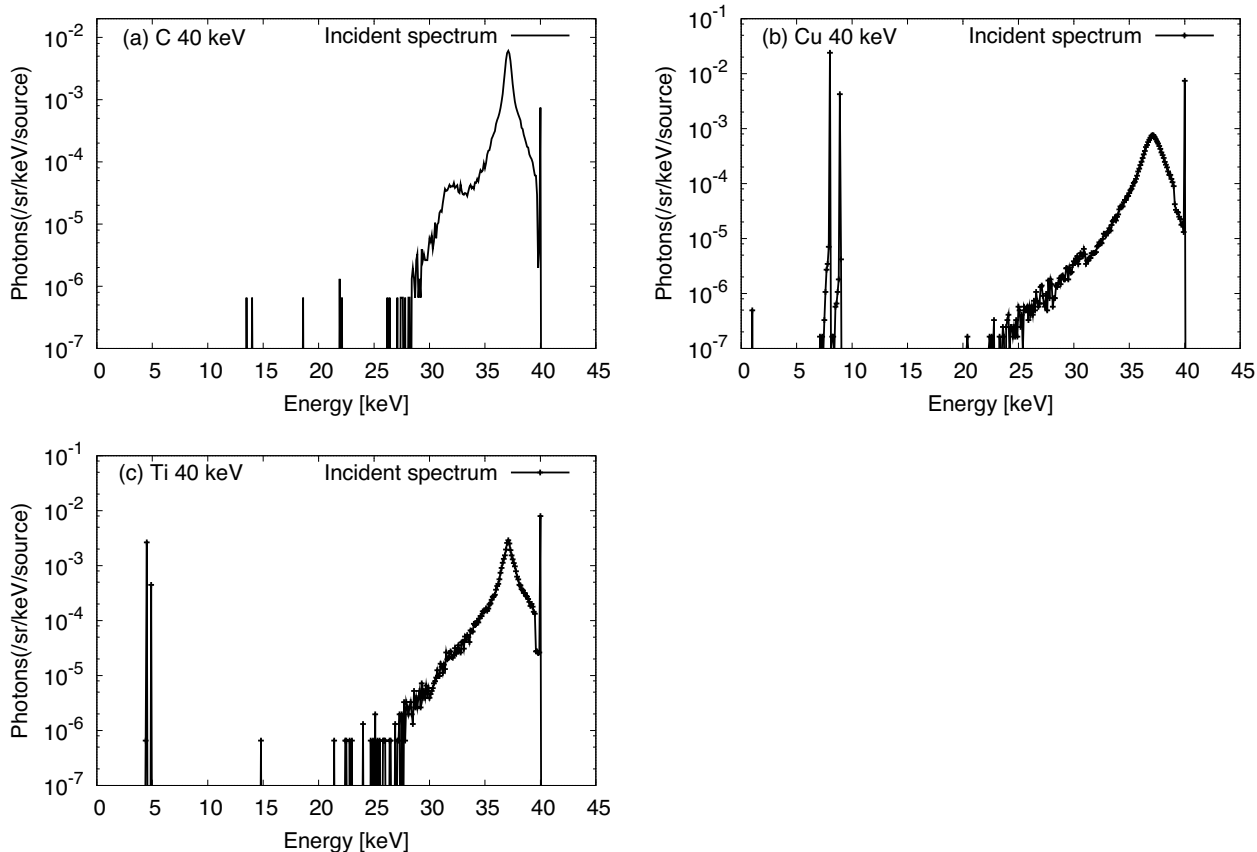 (a) C 40 keV
Incident spectrum
Photons(/sr/keV/source)
10-2
10-3
10-4
10-5
10-6
10-7
0 5 10 15 20 25 30 35 40 45
Energy [keV]
(b) Cu 40 keV
Incident spectrum
Photons(/sr/keV/source)
10-1
10-2
10-3
10-4
10-5
10-6
10-7
0 5 10 15 20 25 30 35 40 45
Energy [keV]
(c) Ti 40 keV
Incident spectrum
Photons(/sr/keV/source)
10-1
10-2
10-3
10-4
10-5
10-6
10-7
0 5 10 15 20 25 30 35 40 45
Energy [keV]